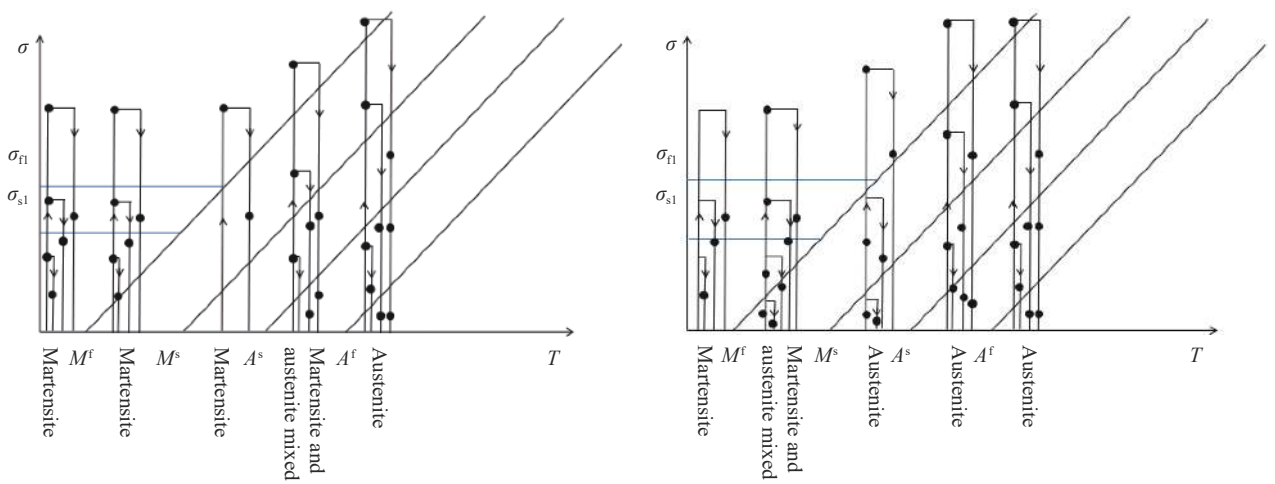 σ
σf1
σs1
Martensite
Mf
Martensite
Ms
Martensite
As
austenite mixed
Martensite and
Af
Austenite
T
σ
σf1
σs1
Martensite
Mf
austenite mixed
Martensite and
Ms
Austenite
As
Austenite
Af
Austenite
T